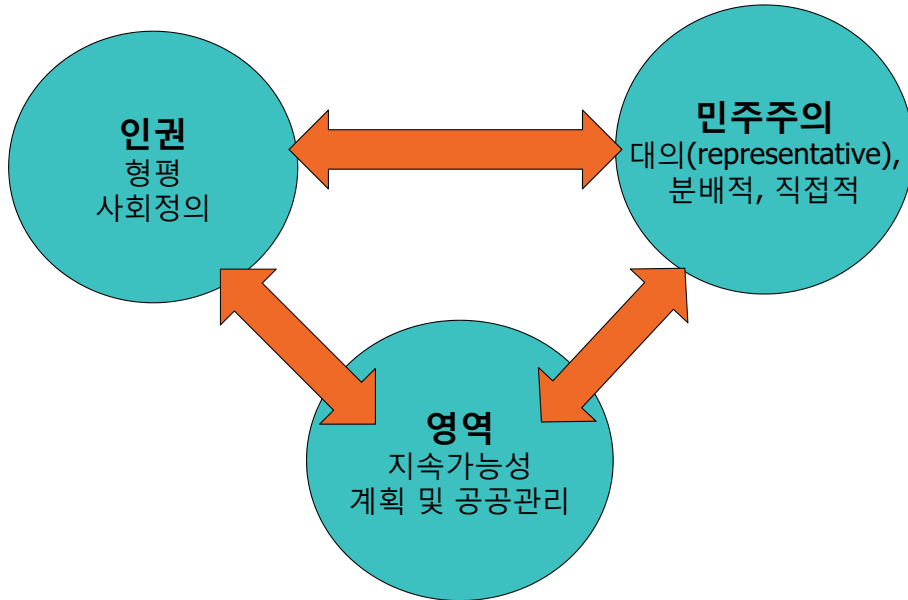 인권
형평
사회정의
민주주의
대의(representative),
분배적, 직접적
영역
지속가능성
계획 및 공공관리